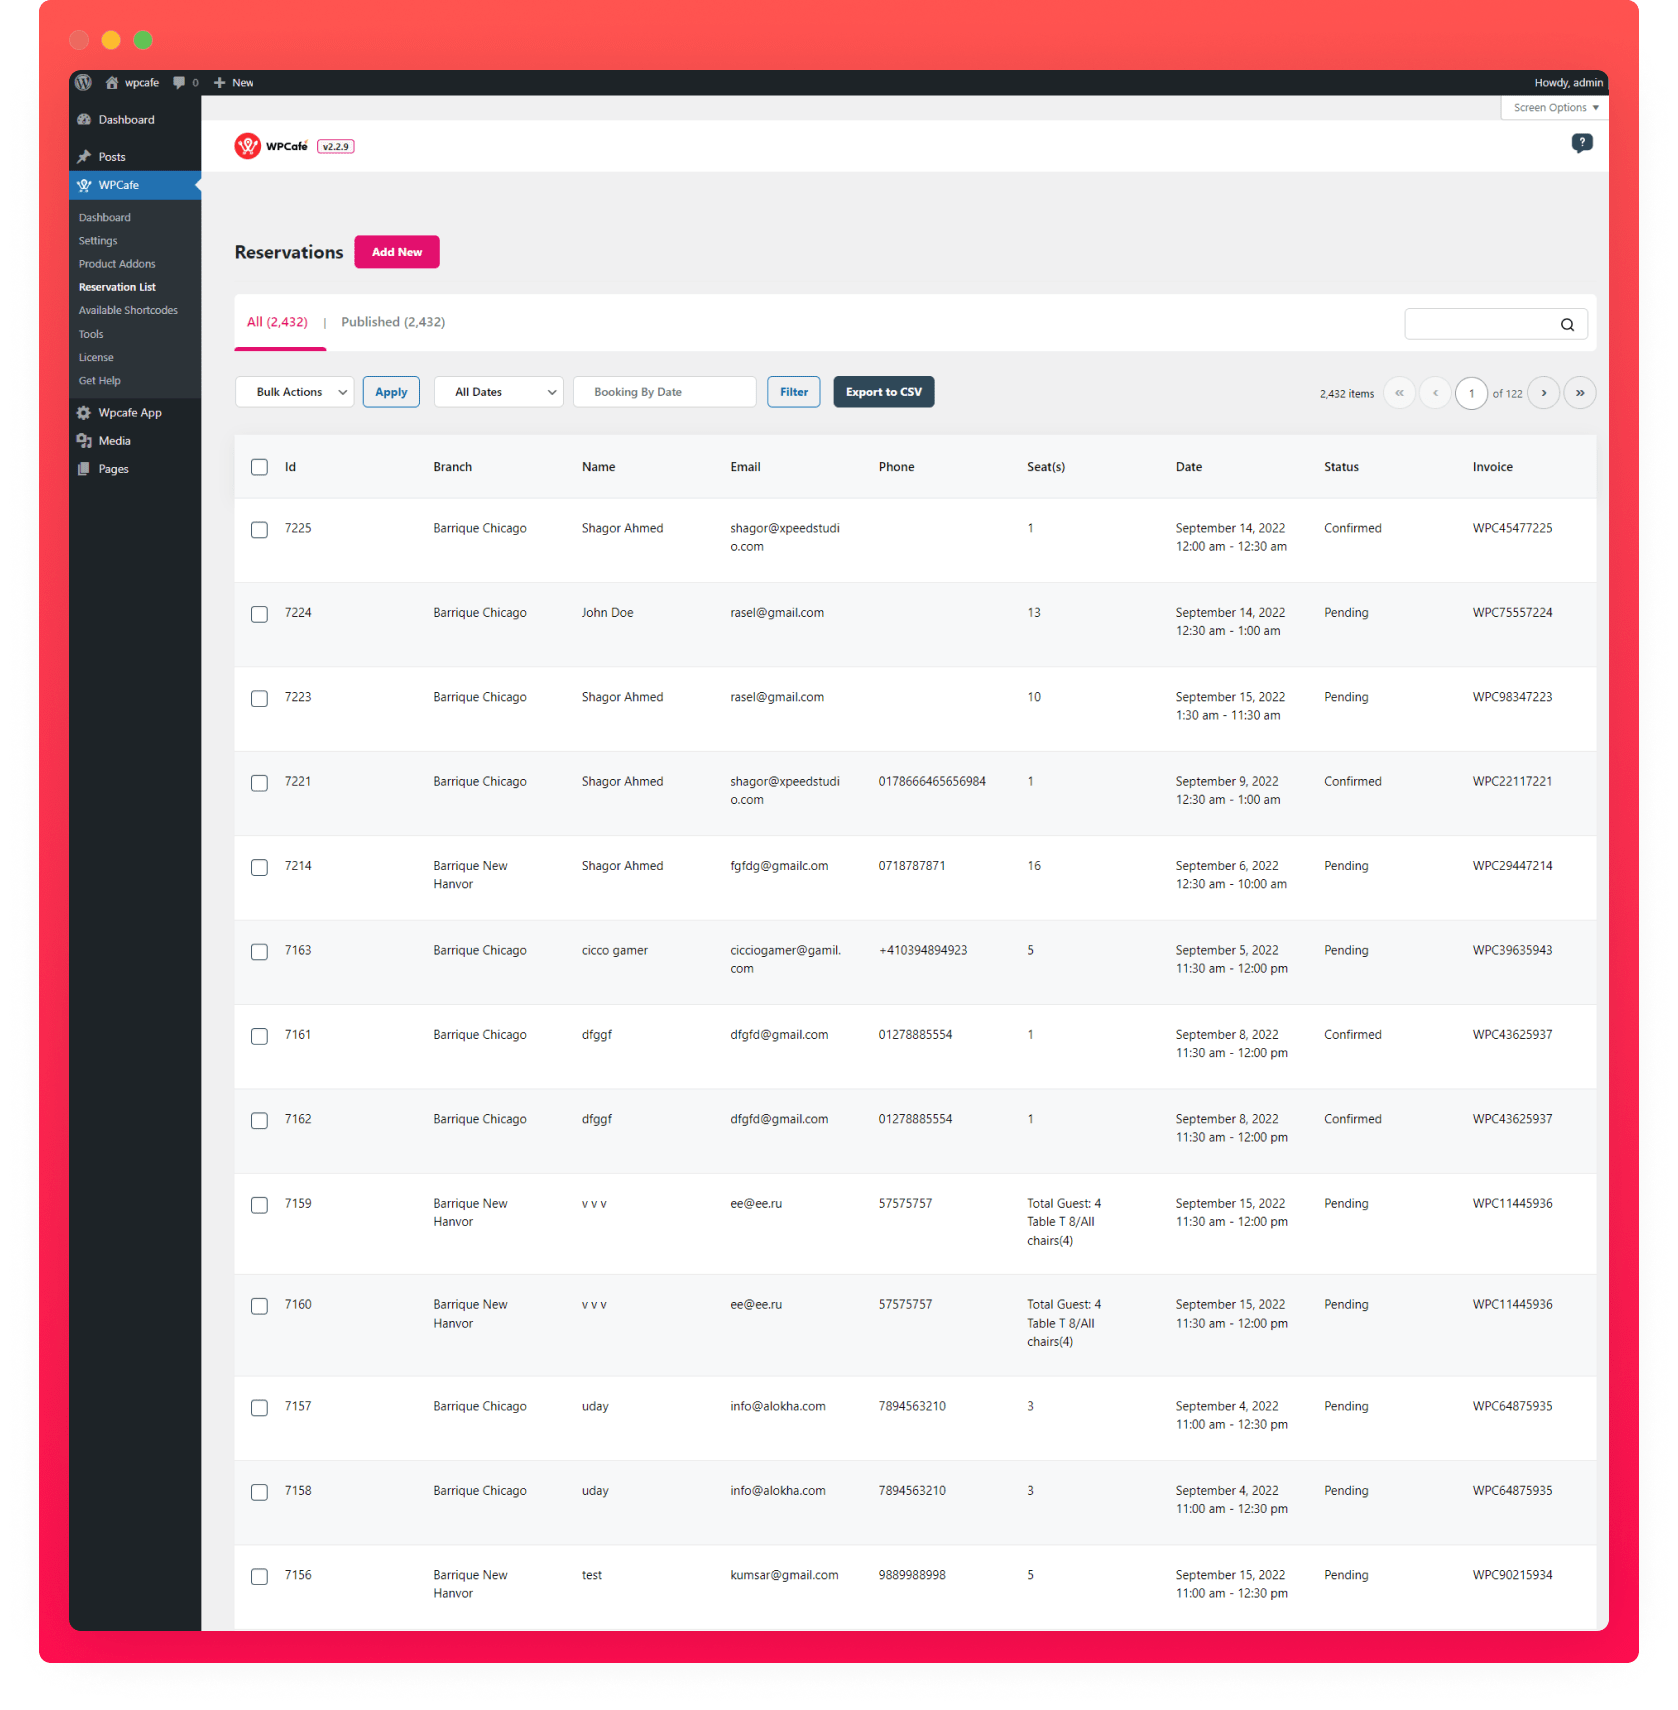 wpcafe 0 New Howdy, admin
Screen Options
Dashboard
Posts
WPCafe
Dashboard
Settings
Product Addons
Reservation List
Available Shortcodes
Tools
License
Get Help
Wpcafe App
Media
Pages
WPCafé v2.2.9 ?
Reservations Add New
All (2,432) | Published (2,432)
Bulk Actions Apply All Dates Booking By Date Filter Export to CSV 2,432 items « ‹ 1 of 122 › »
Id Branch Name Email Phone Seat(s) Date Status Invoice
7225 Barrique Chicago Shagor Ahmed shagor@xpeedstudi 1 September 14, 2022 Confirmed WPC45477225
o.com 12:00 am - 12:30 am
7224 Barrique Chicago John Doe rasel@gmail.com 13 September 14, 2022 Pending WPC75557224
12:30 am - 1:00 am
7223 Barrique Chicago Shagor Ahmed rasel@gmail.com 10 September 15, 2022 Pending WPC98347223
1:30 am - 11:30 am
7221 Barrique Chicago Shagor Ahmed shagor@xpeedstudi 0178666465656984 1 September 9, 2022 Confirmed WPC22117221
o.com 12:30 am - 1:00 am
7214 Barrique New Shagor Ahmed fgfdg@gmailc.om 0718787871 16 September 6, 2022 Pending WPC29447214
Hanvor 12:30 am - 10:00 am
7163 Barrique Chicago cicco gamer cicciogamer@gamil. +410394894923 5 September 5, 2022 Pending WPC39635943
com 11:30 am - 12:00 pm
7161 Barrique Chicago dfggf dfgfd@gmail.com 01278885554 1 September 8, 2022 Confirmed WPC43625937
11:30 am - 12:00 pm
7162 Barrique Chicago dfggf dfgfd@gmail.com 01278885554 1 September 8, 2022 Confirmed WPC43625937
11:30 am - 12:00 pm
7159 Barrique New v v v ee@ee.ru 57575757 Total Guest: 4 September 15, 2022 Pending WPC11445936
Hanvor Table T 8/All 11:30 am - 12:00 pm
chairs(4)
7160 Barrique New v v v ee@ee.ru 57575757 Total Guest: 4 September 15, 2022 Pending WPC11445936
Hanvor Table T 8/All 11:30 am - 12:00 pm
chairs(4)
7157 Barrique Chicago uday info@alokha.com 7894563210 3 September 4, 2022 Pending WPC64875935
11:00 am - 12:30 pm
7158 Barrique Chicago uday info@alokha.com 7894563210 3 September 4, 2022 Pending WPC64875935
11:00 am - 12:30 pm
7156 Barrique New test kumsar@gmail.com 9889988998 5 September 15, 2022 Pending WPC90215934
Hanvor 11:00 am - 12:30 pm